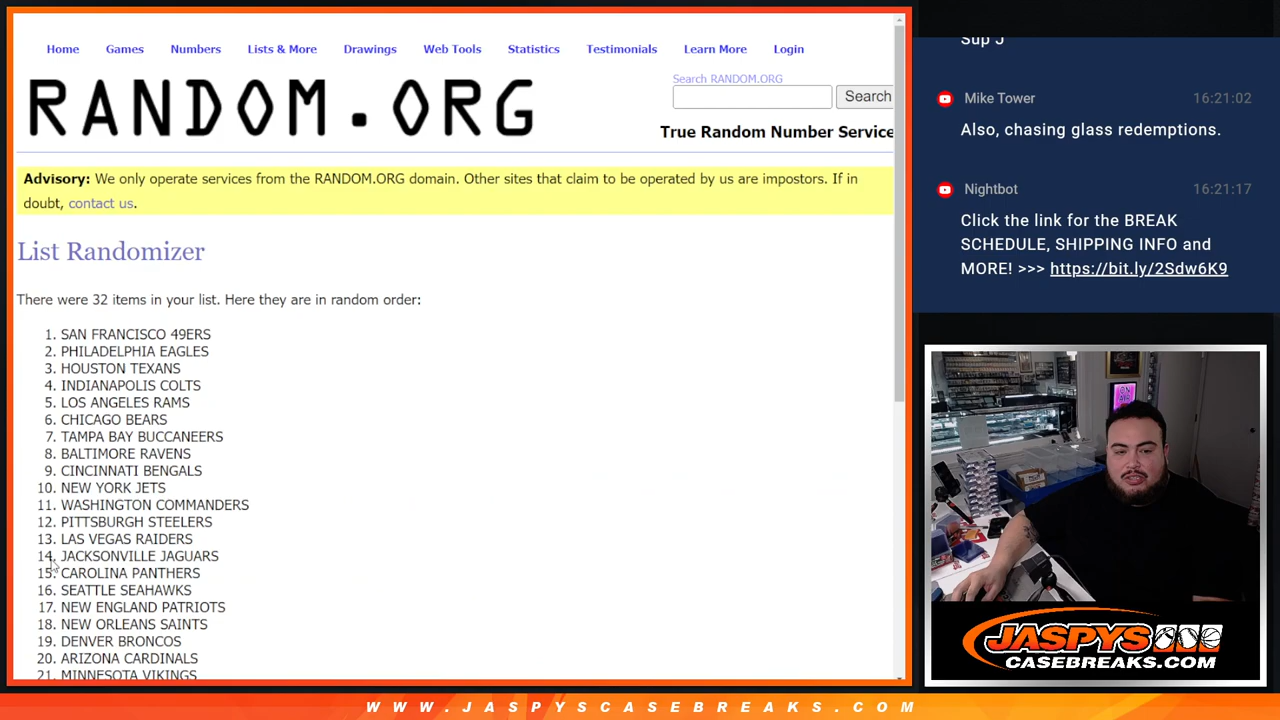 Home Games Numbers Lists & More Drawings Web Tools Statistics Testimonials Learn More Login
RANDOM.ORG
Search RANDOM.ORG
Search
True Random Number Service
Advisory: We only operate services from the RANDOM.ORG domain. Other sites that claim to be operated by us are impostors. If in
doubt, contact us.
List Randomizer
There were 32 items in your list. Here they are in random order:
1. SAN FRANCISCO 49ERS
2. PHILADELPHIA EAGLES
3. HOUSTON TEXANS
4. INDIANAPOLIS COLTS
5. LOS ANGELES RAMS
6. CHICAGO BEARS
7. TAMPA BAY BUCCANEERS
8. BALTIMORE RAVENS
9. CINCINNATI BENGALS
10. NEW YORK JETS
11. WASHINGTON COMMANDERS
12. PITTSBURGH STEELERS
13. LAS VEGAS RAIDERS
14. JACKSONVILLE JAGUARS
15. CAROLINA PANTHERS
16. SEATTLE SEAHAWKS
17. NEW ENGLAND PATRIOTS
18. NEW ORLEANS SAINTS
19. DENVER BRONCOS
20. ARIZONA CARDINALS
21. MINNESOTA VIKINGS
Sup J
Mike Tower 16:21:02
Also, chasing glass redemptions.
Nightbot 16:21:17
Click the link for the BREAK
SCHEDULE, SHIPPING INFO and
MORE! >>> https://bit.ly/2Sdw6K9
ON
AIR
JASPYS
CASEBREAKS.COM
WWW.JASPYSCASEBREAKS.COM